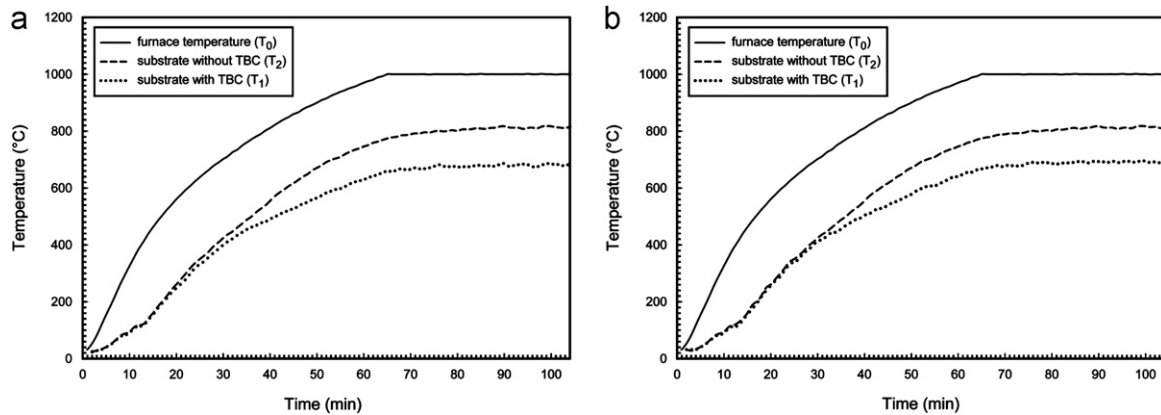 a
1200
1000
800
600
400
200
0
Temperature (°C)
furnace temperature (T0)
substrate without TBC (T2)
substrate with TBC (T1)
0 10 20 30 40 50 60 70 80 90 100
Time (min)
b
1200
1000
800
600
400
200
0
Temperature (°C)
furnace temperature (T0)
substrate without TBC (T2)
substrate with TBC (T1)
0 10 20 30 40 50 60 70 80 90 100
Time (min)